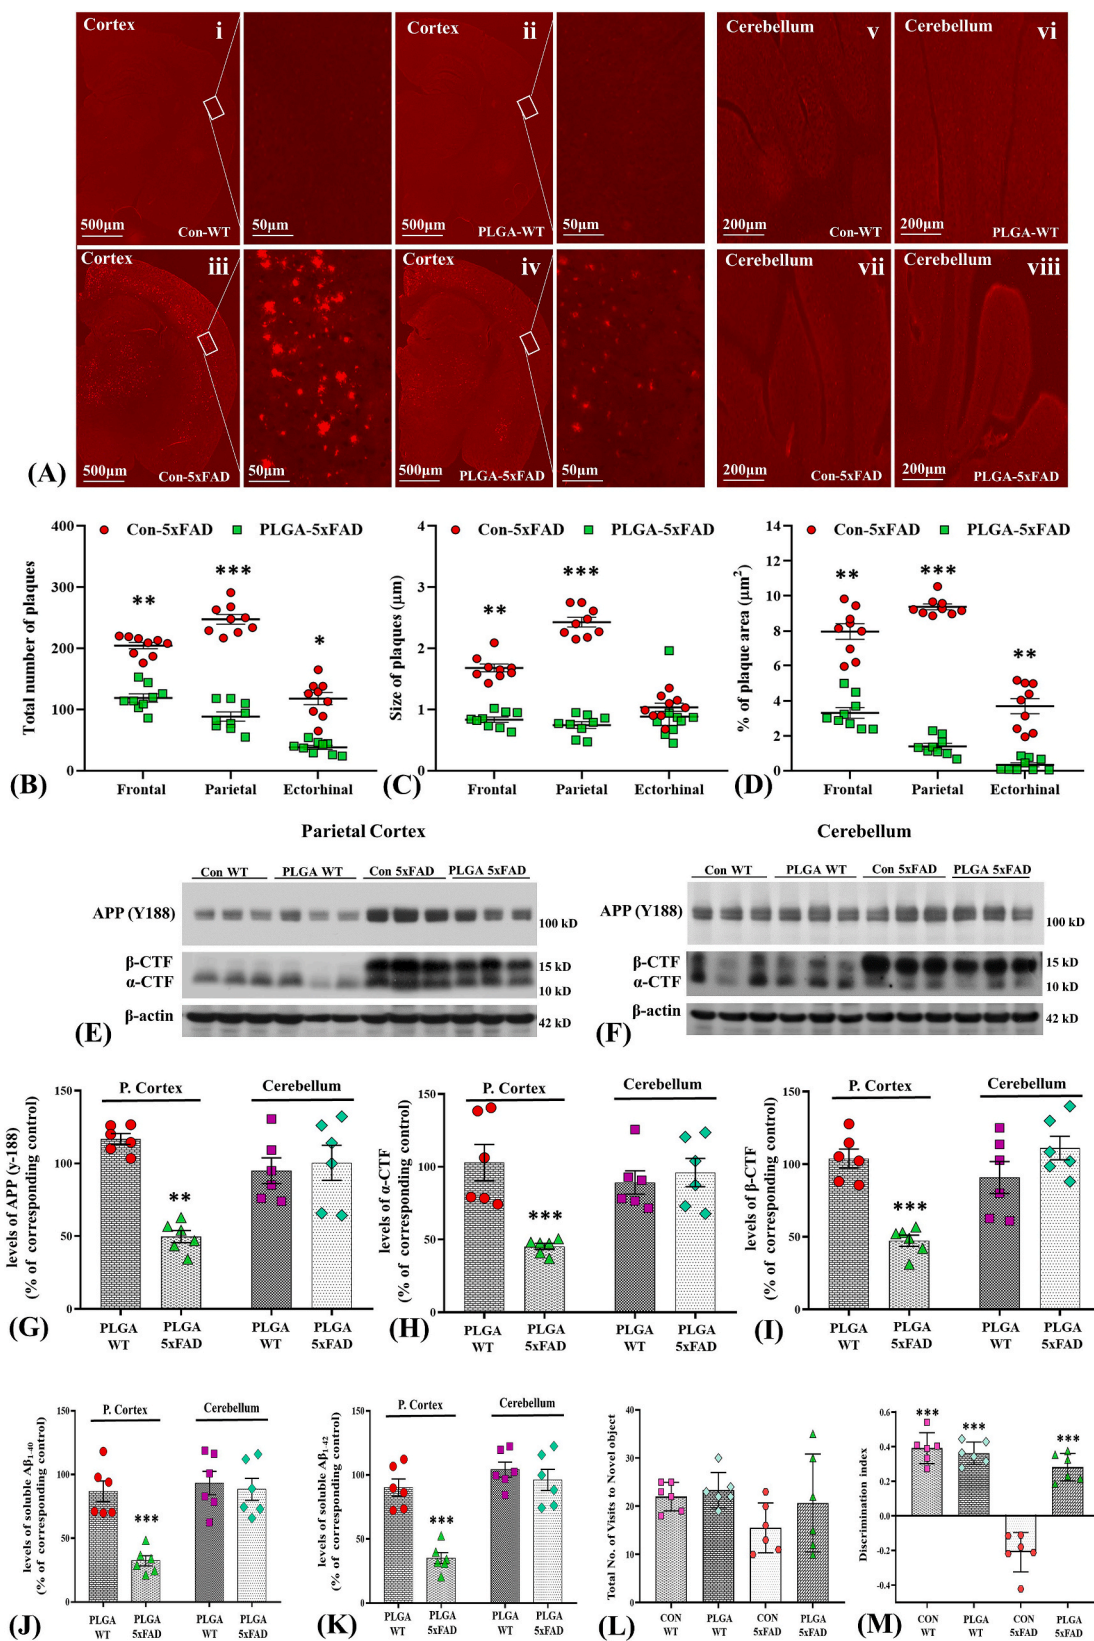 Cortex i
500µm Con-WT
50µm
Cortex ii
500µm PLGA-WT
50µm
Cerebellum v
200µm Con-WT
Cerebellum vi
200µm PLGA-WT
Cortex iii
500µm Con-5xFAD
50µm
Cortex iv
500µm PLGA-5xFAD
50µm
Cerebellum vii
200µm Con-5xFAD
Cerebellum viii
200µm PLGA-5xFAD
(A)
Total number of plaques
400
300
200
100
0
Con-5xFAD PLGA-5xFAD
** *** *
Frontal Parietal Ectorhinal
(B)
Size of plaques (µm)
4
3
2
1
0
Con-5xFAD PLGA-5xFAD
** ***
Frontal Parietal Ectorhinal
(C)
% of plaque area (µm²)
14
12
10
8
6
4
2
0
Con-5xFAD PLGA-5xFAD
** *** **
Frontal Parietal Ectorhinal
(D)
Parietal Cortex
Con WT PLGA WT Con 5xFAD PLGA 5xFAD
APP (Y188) 100 kD
β-CTF 15 kD
α-CTF 10 kD
β-actin 42 kD
(E)
Cerebellum
Con WT PLGA WT Con 5xFAD PLGA 5xFAD
APP (Y188) 100 kD
β-CTF 15 kD
α-CTF 10 kD
β-actin 42 kD
(F)
levels of APP (y-188)
(% of corresponding control)
150
100
50
0
P. Cortex Cerebellum
**
PLGA WT PLGA 5xFAD PLGA WT PLGA 5xFAD
(G)
levels of α-CTF
(% of corresponding control)
150
100
50
0
P. Cortex Cerebellum
***
PLGA WT PLGA 5xFAD PLGA WT PLGA 5xFAD
(H)
levels of β-CTF
(% of corresponding control)
150
100
50
0
P. Cortex Cerebellum
***
PLGA WT PLGA 5xFAD PLGA WT PLGA 5xFAD
(I)
levels of soluble Aβ1-40
(% of corresponding control)
150
100
50
0
P. Cortex Cerebellum
***
PLGA WT PLGA 5xFAD PLGA WT PLGA 5xFAD
(J)
levels of soluble Aβ1-42
(% of corresponding control)
150
100
50
0
P. Cortex Cerebellum
***
PLGA WT PLGA 5xFAD PLGA WT PLGA 5xFAD
(K)
Total No. of Visits to Novel object
40
30
20
10
0
CON WT PLGA WT CON 5xFAD PLGA 5xFAD
(L)
Discrimination index
0.6
0.4
0.2
0.0
-0.2
-0.4
*** *** ***
CON WT PLGA WT CON 5xFAD PLGA 5xFAD
(M)